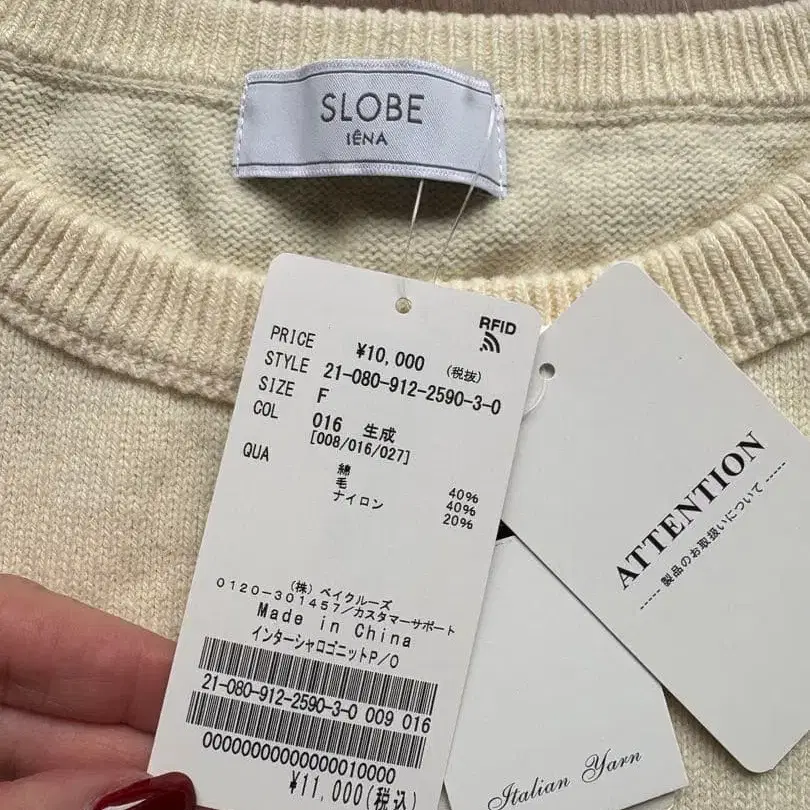 SLOBE
IÊNA
RFID
PRICE ¥10,000 (税抜)
STYLE 21-080-912-2590-3-0
SIZE F
COL 016 生成
[008/016/027]
QUA
綿 40%
毛 40%
ナイロン 20%
(株) ベイクルーズ
0120-301457/カスタマーサポート
Made in China
インターシャロゴニットP/O
21-080-912-2590-3-0 009 016
00000000000000010000
¥11,000(税込)
ATTENTION
----- 製品のお取扱いについて -----
Italian Yarn